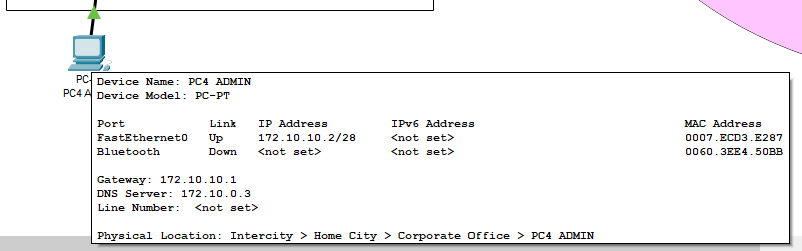 PC-
PC4 A
Device Name: PC4 ADMIN
Device Model: PC-PT
Port Link IP Address IPv6 Address MAC Address
FastEthernet0 Up 172.10.10.2/28 <not set> 0007.ECD3.E287
Bluetooth Down <not set> <not set> 0060.3EE4.50BB
Gateway: 172.10.10.1
DNS Server: 172.10.0.3
Line Number: <not set>
Physical Location: Intercity > Home City > Corporate Office > PC4 ADMIN